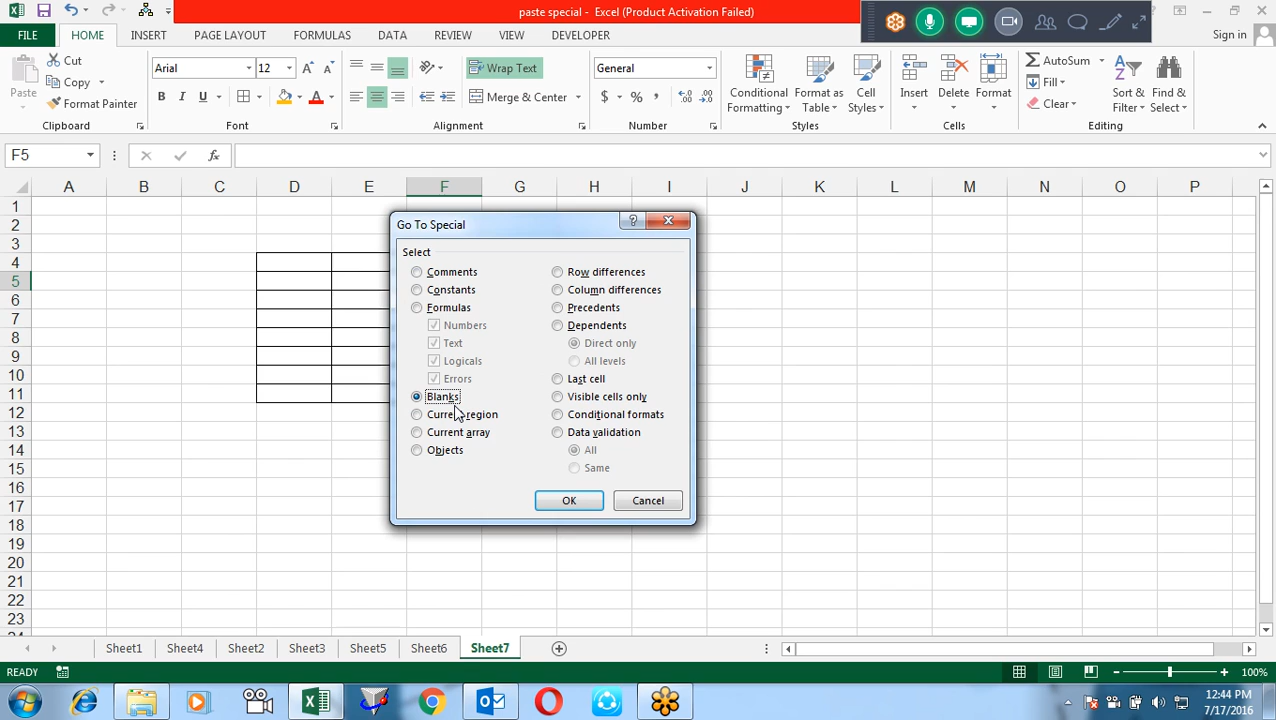 paste special - Excel (Product Activation Failed)
FILE HOME INSERT PAGE LAYOUT FORMULAS DATA REVIEW VIEW DEVELOPER Sign in
Paste
Cut
Copy
Format Painter
Clipboard
Arial 12
B I U
Font
Wrap Text
Merge & Center
Alignment
General
$ % ,
Number
Conditional Formatting
Format as Table
Cell Styles
Styles
Insert Delete Format
Cells
AutoSum
Fill
Clear
Sort & Filter
Find & Select
Editing
F5
fx
A B C D E F G H I J K L M N O P
1
2
3
4
5
6
7
8
9
10
11
12
13
14
15
16
17
18
19
20
21
22
23
24
Go To Special
Select
Comments
Constants
Formulas
Numbers
Text
Logicals
Errors
Blanks
Current region
Current array
Objects
Row differences
Column differences
Precedents
Dependents
Direct only
All levels
Last cell
Visible cells only
Conditional formats
Data validation
All
Same
OK Cancel
Sheet1 Sheet4 Sheet2 Sheet3 Sheet5 Sheet6 Sheet7
READY 100%
12:44 PM
7/17/2016